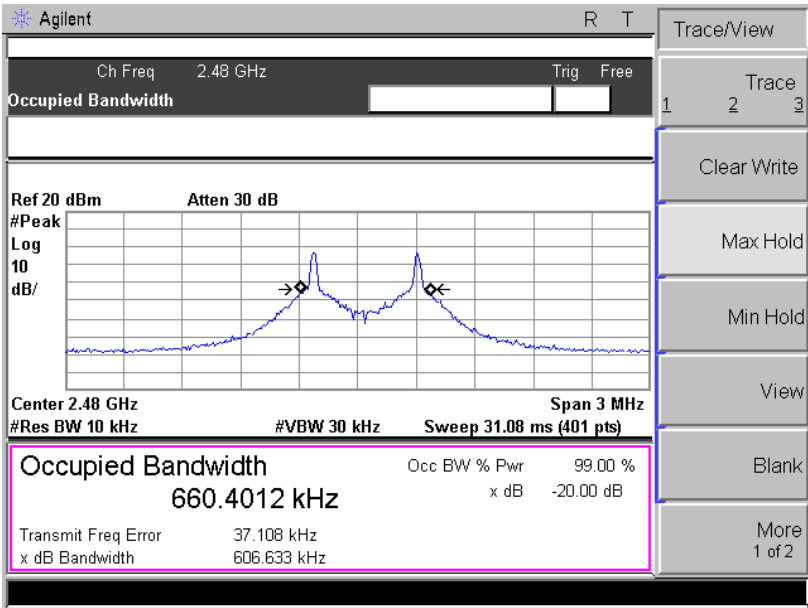 Agilent R T
Trace/View
Ch Freq 2.48 GHz Trig Free
Occupied Bandwidth
Trace
1 2 3
Clear Write
Max Hold
Min Hold
View
Blank
More
1 of 2
Ref 20 dBm Atten 30 dB
#Peak
Log
10
dB/
Center 2.48 GHz Span 3 MHz
#Res BW 10 kHz #VBW 30 kHz Sweep 31.08 ms (401 pts)
Occupied Bandwidth
660.4012 kHz
Occ BW % Pwr 99.00 %
x dB -20.00 dB
Transmit Freq Error 37.108 kHz
x dB Bandwidth 606.633 kHz